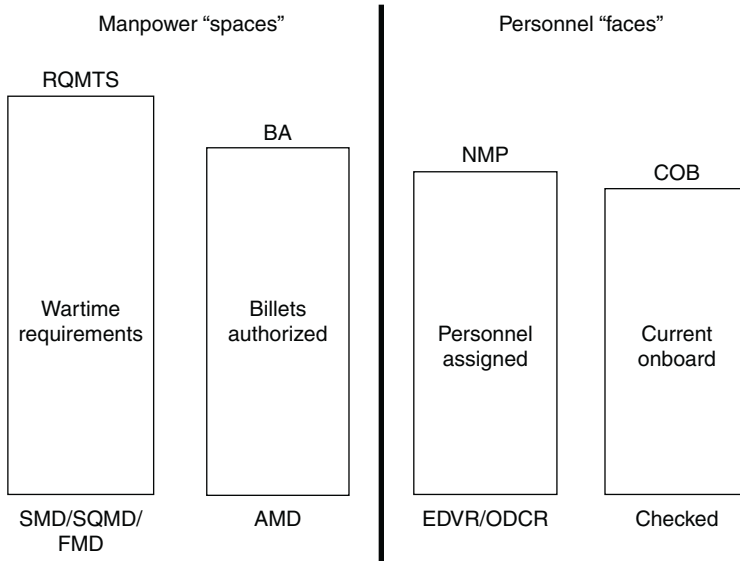 Manpower “spaces”
Personnel “faces”
RQMTS
BA
NMP
COB
Wartime
requirements
Billets
authorized
Personnel
assigned
Current
onboard
SMD/SQMD/
FMD
AMD
EDVR/ODCR
Checked